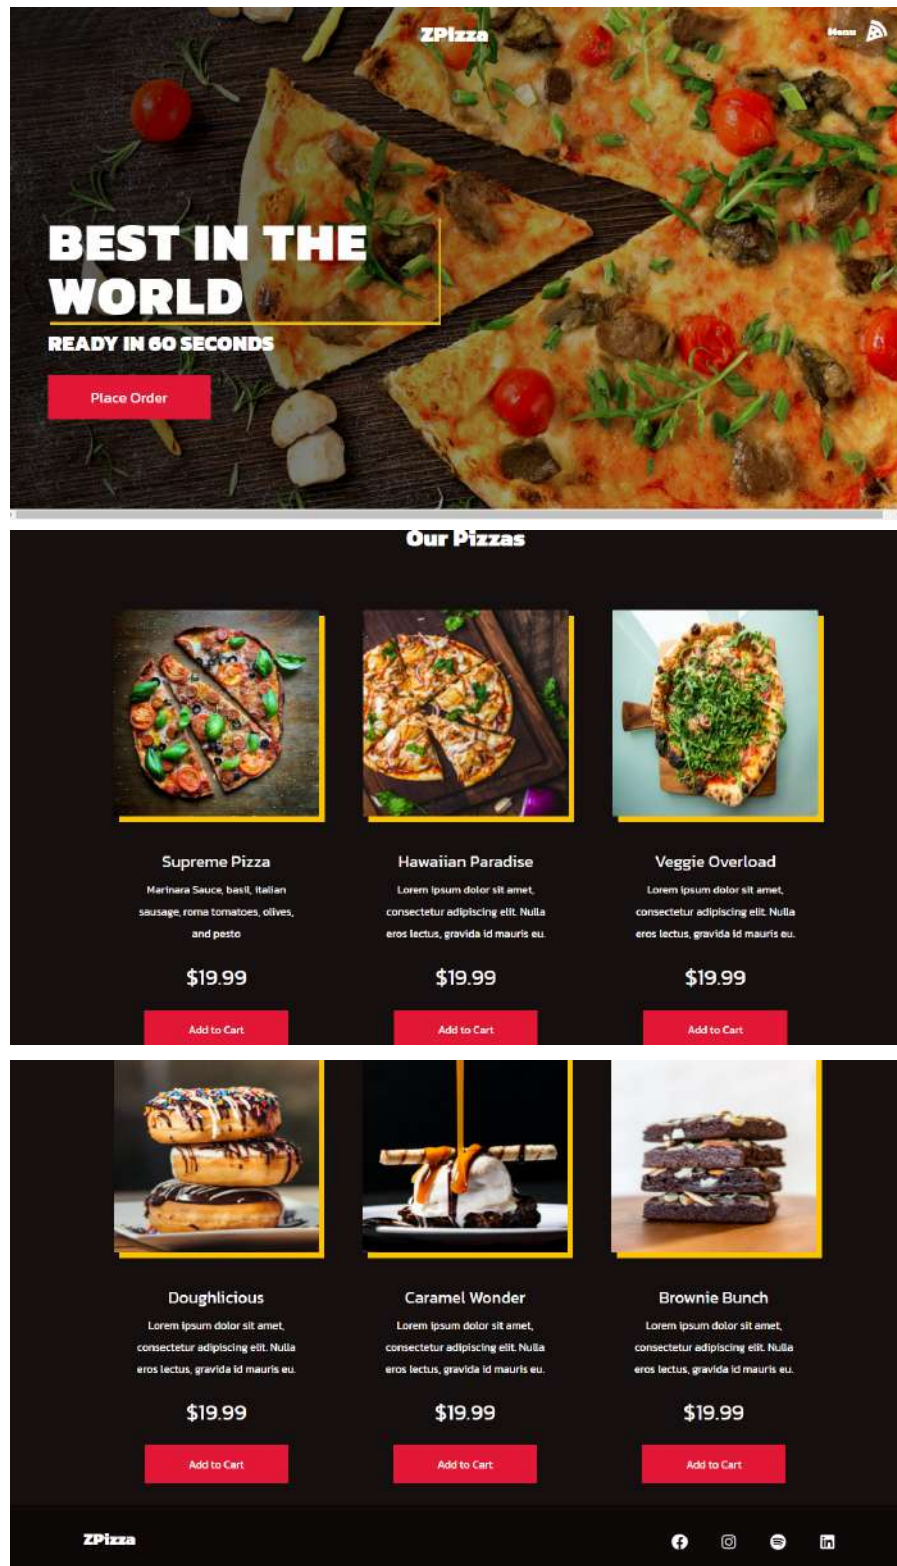 ZPizza
Menu
BEST IN THE
WORLD
READY IN 60 SECONDS
Place Order
Our Pizzas
Supreme Pizza
Marinara Sauce, basil, italian
sausage, roma tomatoes, olives,
and pesto
$19.99
Add to Cart
Hawaiian Paradise
Lorem ipsum dolor sit amet,
consectetur adipiscing elit. Nulla
eros lectus, gravida id mauris eu.
$19.99
Add to Cart
Veggie Overload
Lorem ipsum dolor sit amet,
consectetur adipiscing elit. Nulla
eros lectus, gravida id mauris eu.
$19.99
Add to Cart
Doughlicious
Lorem ipsum dolor sit amet,
consectetur adipiscing elit. Nulla
eros lectus, gravida id mauris eu.
$19.99
Add to Cart
Caramel Wonder
Lorem ipsum dolor sit amet,
consectetur adipiscing elit. Nulla
eros lectus, gravida id mauris eu.
$19.99
Add to Cart
Brownie Bunch
Lorem ipsum dolor sit amet,
consectetur adipiscing elit. Nulla
eros lectus, gravida id mauris eu.
$19.99
Add to Cart
ZPizza